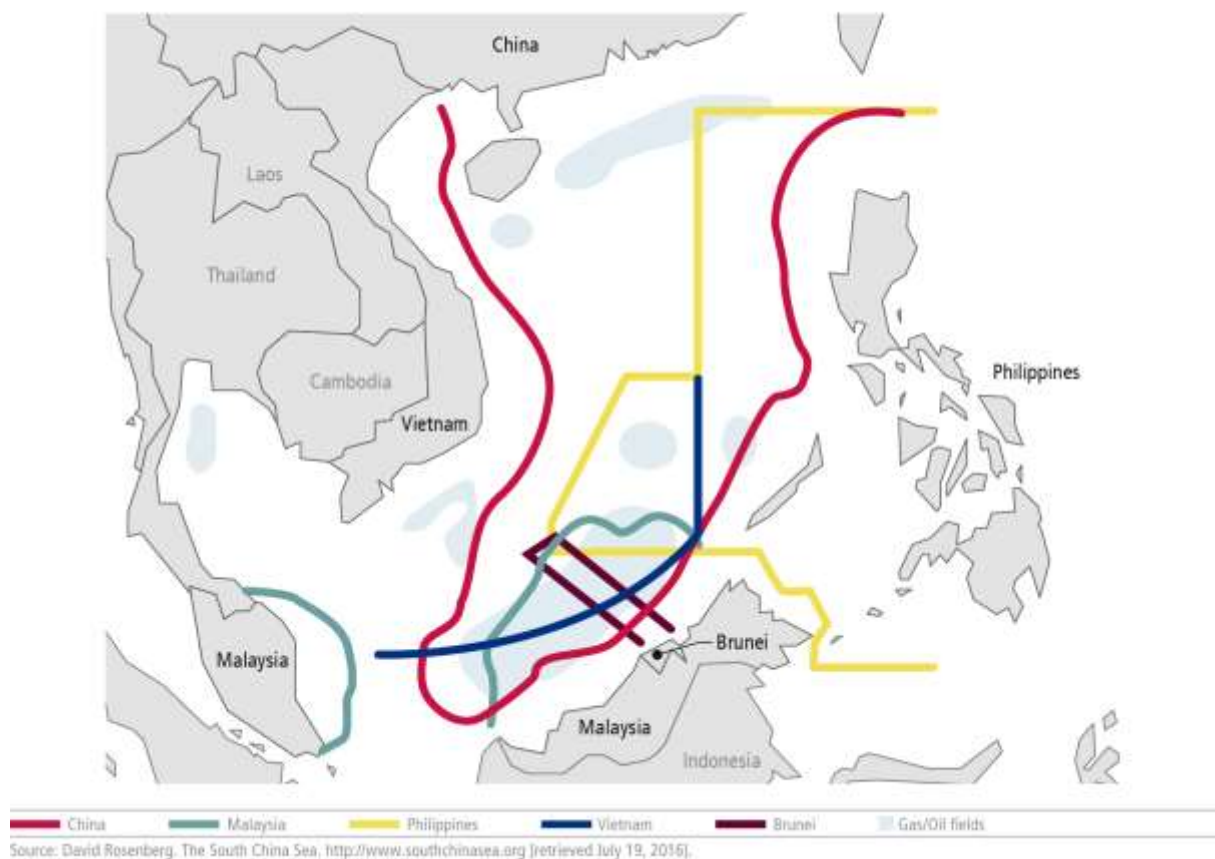 China
Laos
Thailand
Cambodia
Vietnam
Philippines
Brunei
Malaysia
Malaysia
Indonesia
China Malaysia Philippines Vietnam Brunei Gas/Oil fields
Source: David Rosenberg. The South China Sea, http://www.southchinasea.org [retrieved July 19, 2016].